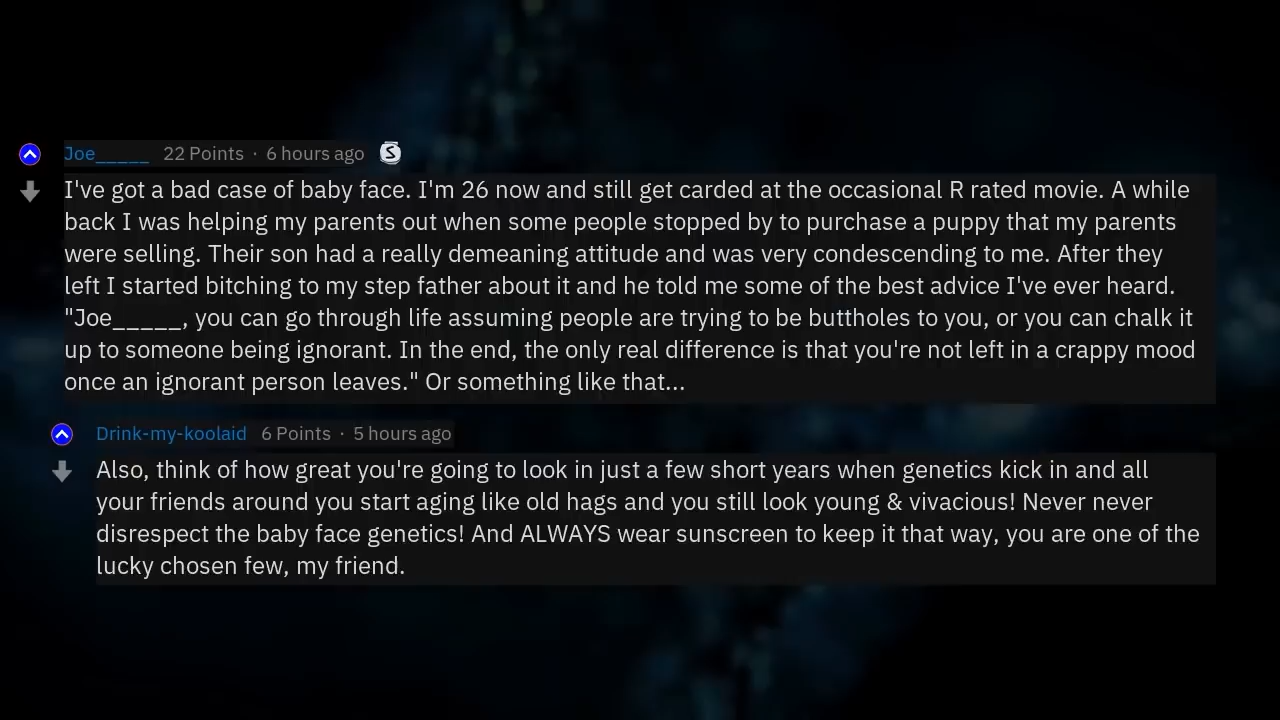 Joe_____ 22 Points · 6 hours ago S
I've got a bad case of baby face. I'm 26 now and still get carded at the occasional R rated movie. A while
back I was helping my parents out when some people stopped by to purchase a puppy that my parents
were selling. Their son had a really demeaning attitude and was very condescending to me. After they
left I started bitching to my step father about it and he told me some of the best advice I've ever heard.
"Joe_____, you can go through life assuming people are trying to be buttholes to you, or you can chalk it
up to someone being ignorant. In the end, the only real difference is that you're not left in a crappy mood
once an ignorant person leaves." Or something like that...
Drink-my-koolaid 6 Points · 5 hours ago
Also, think of how great you're going to look in just a few short years when genetics kick in and all
your friends around you start aging like old hags and you still look young & vivacious! Never never
disrespect the baby face genetics! And ALWAYS wear sunscreen to keep it that way, you are one of the
lucky chosen few, my friend.